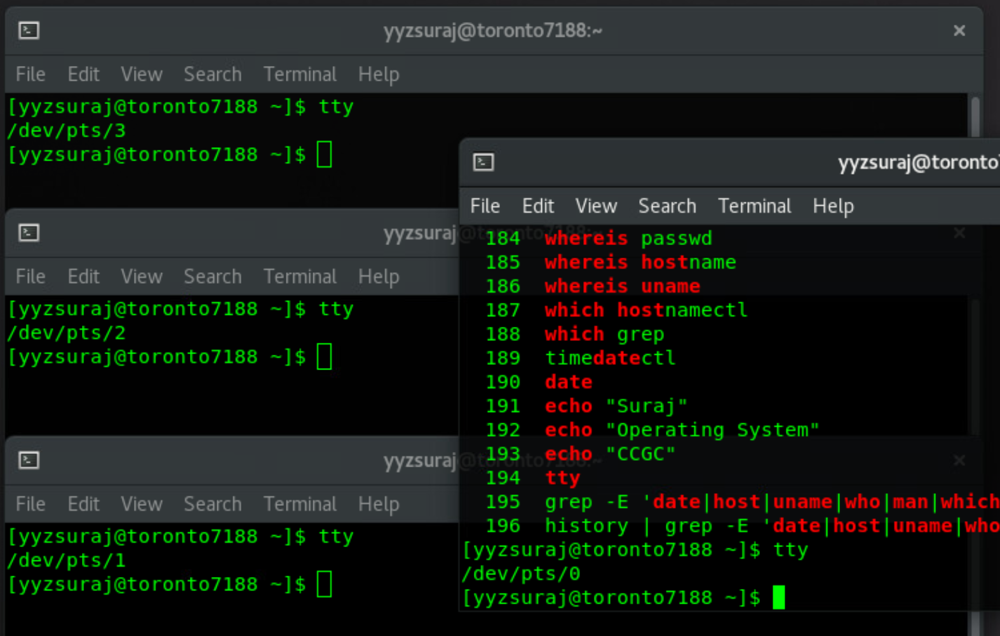 yyzsuraj@toronto7188:~
File Edit View Search Terminal Help
[yyzsuraj@toronto7188 ~]$ tty
/dev/pts/3
[yyzsuraj@toronto7188 ~]$
yyzsuraj@toronto7188:~
File Edit View Search Terminal Help
[yyzsuraj@toronto7188 ~]$ tty
/dev/pts/2
[yyzsuraj@toronto7188 ~]$
yyzsuraj@toronto7188:~
File Edit View Search Terminal Help
[yyzsuraj@toronto7188 ~]$ tty
/dev/pts/1
[yyzsuraj@toronto7188 ~]$
yyzsuraj@toronto
File Edit View Search Terminal Help
184 whereis passwd
185 whereis hostname
186 whereis uname
187 which hostnamectl
188 which grep
189 timedatectl
190 date
191 echo "Suraj"
192 echo "Operating System"
193 echo "CCGC"
194 tty
195 grep -E 'date|host|uname|who|man|which
196 history | grep -E 'date|host|uname|who
[yyzsuraj@toronto7188 ~]$ tty
/dev/pts/0
[yyzsuraj@toronto7188 ~]$